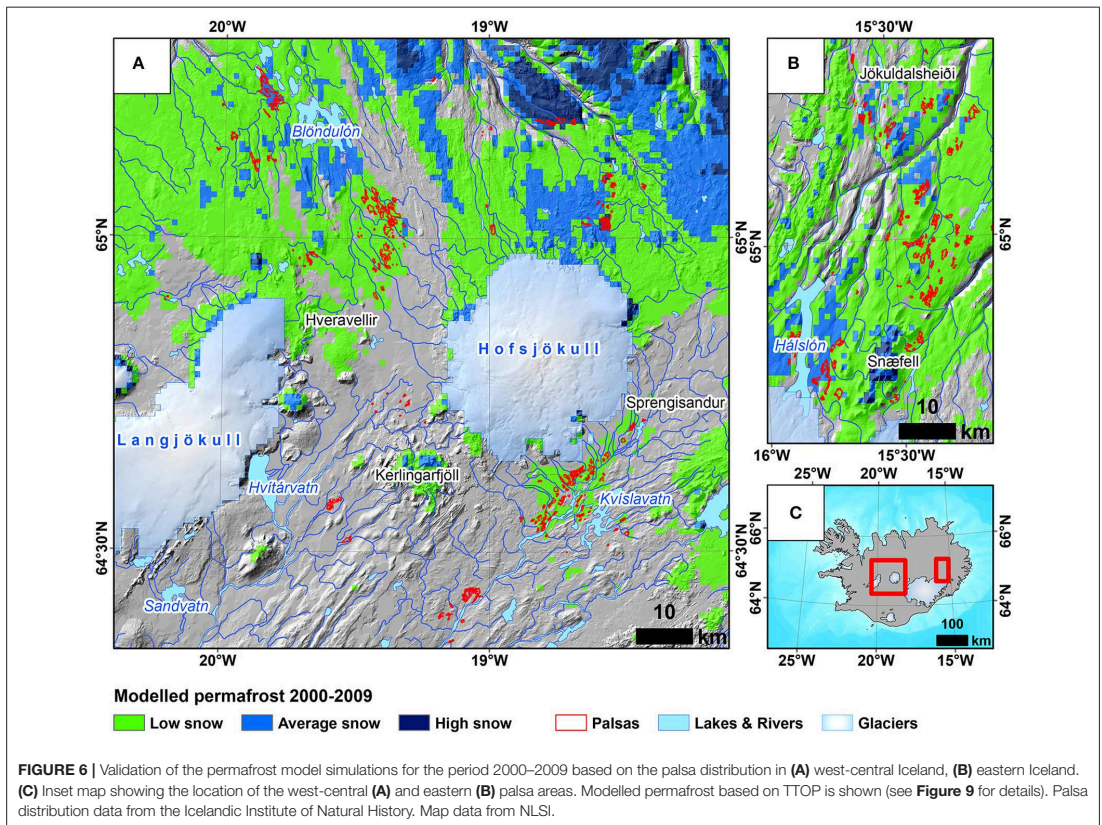 20°W 19°W
A
Blöndulón
65°N
Hveravellir
Hofsjökull
Langjökull
Sprengisandur
Kerlingarfjöll
Hvítárvatn
Kvíslavatn
64°30'N
Sandvatn
10
km
20°W 19°W
15°30'W
B
Jökuldalsheiði
65°N 65°N
Hálslón
Snæfell
10
km
16°W 15°30'W
25°W 20°W 15°W
C
66°N 66°N
64°30'N
64°N 64°N
100
km
25°W 20°W 15°W
Modelled permafrost 2000-2009
Low snow Average snow High snow Palsas Lakes & Rivers Glaciers
FIGURE 6 | Validation of the permafrost model simulations for the period 2000–2009 based on the palsa distribution in (A) west-central Iceland, (B) eastern Iceland.
(C) Inset map showing the location of the west-central (A) and eastern (B) palsa areas. Modelled permafrost based on TTOP is shown (see Figure 9 for details). Palsa
distribution data from the Icelandic Institute of Natural History. Map data from NLSI.